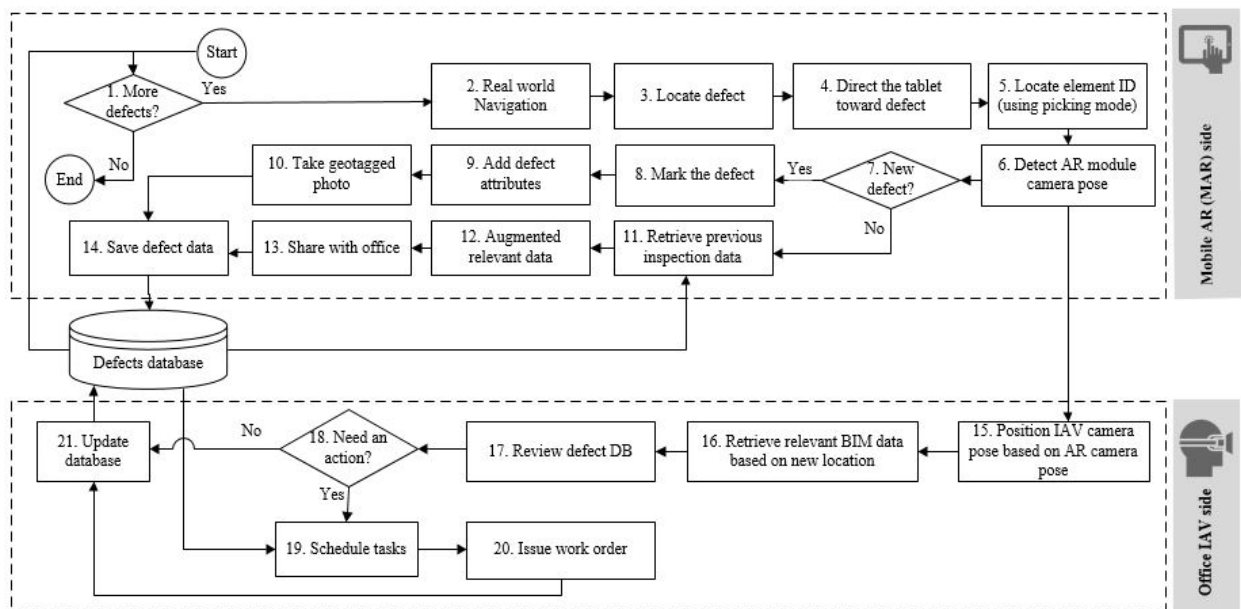 Start
1. More
defects?
Yes
2. Real world
Navigation
3. Locate defect
4. Direct the tablet
toward defect
5. Locate element ID
(using picking mode)
No
End
10. Take geotagged
photo
9. Add defect
attributes
8. Mark the defect
Yes
7. New
defect?
6. Detect AR module
camera pose
No
14. Save defect data
13. Share with office
12. Augmented
relevant data
11. Retrieve previous
inspection data
Mobile AR (MAR) side
Defects database
21. Update
database
No
18. Need an
action?
17. Review defect DB
16. Retrieve relevant BIM data
based on new location
15. Position IAV camera
pose based on AR camera
pose
Yes
19. Schedule tasks
20. Issue work order
Office IAV side